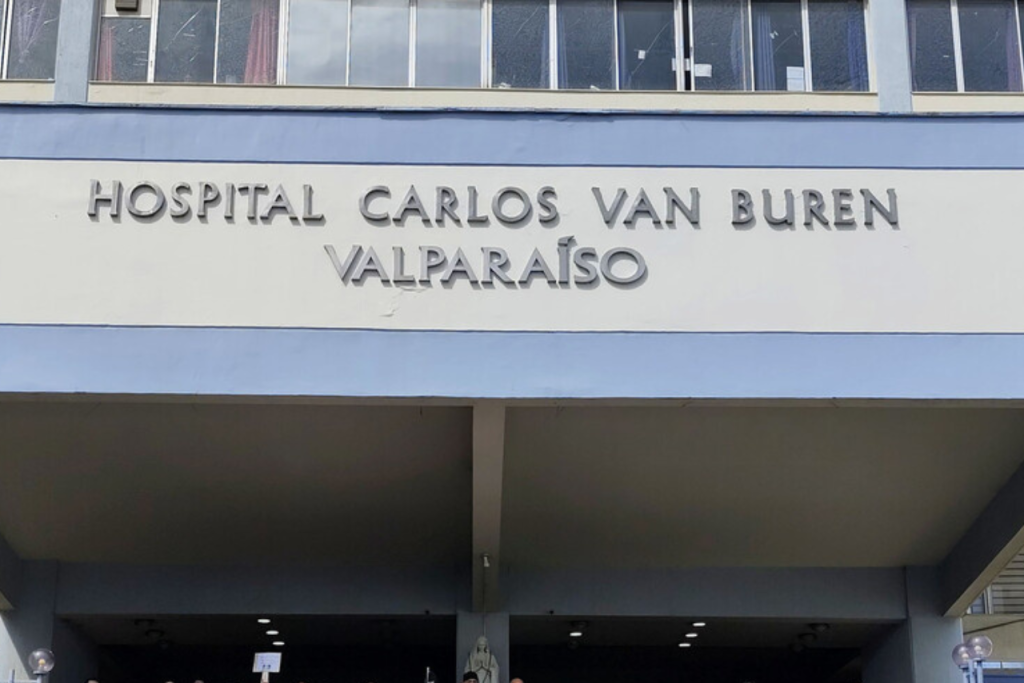 HOSPITAL CARLOS VAN BUREN
VALPARAÍSO